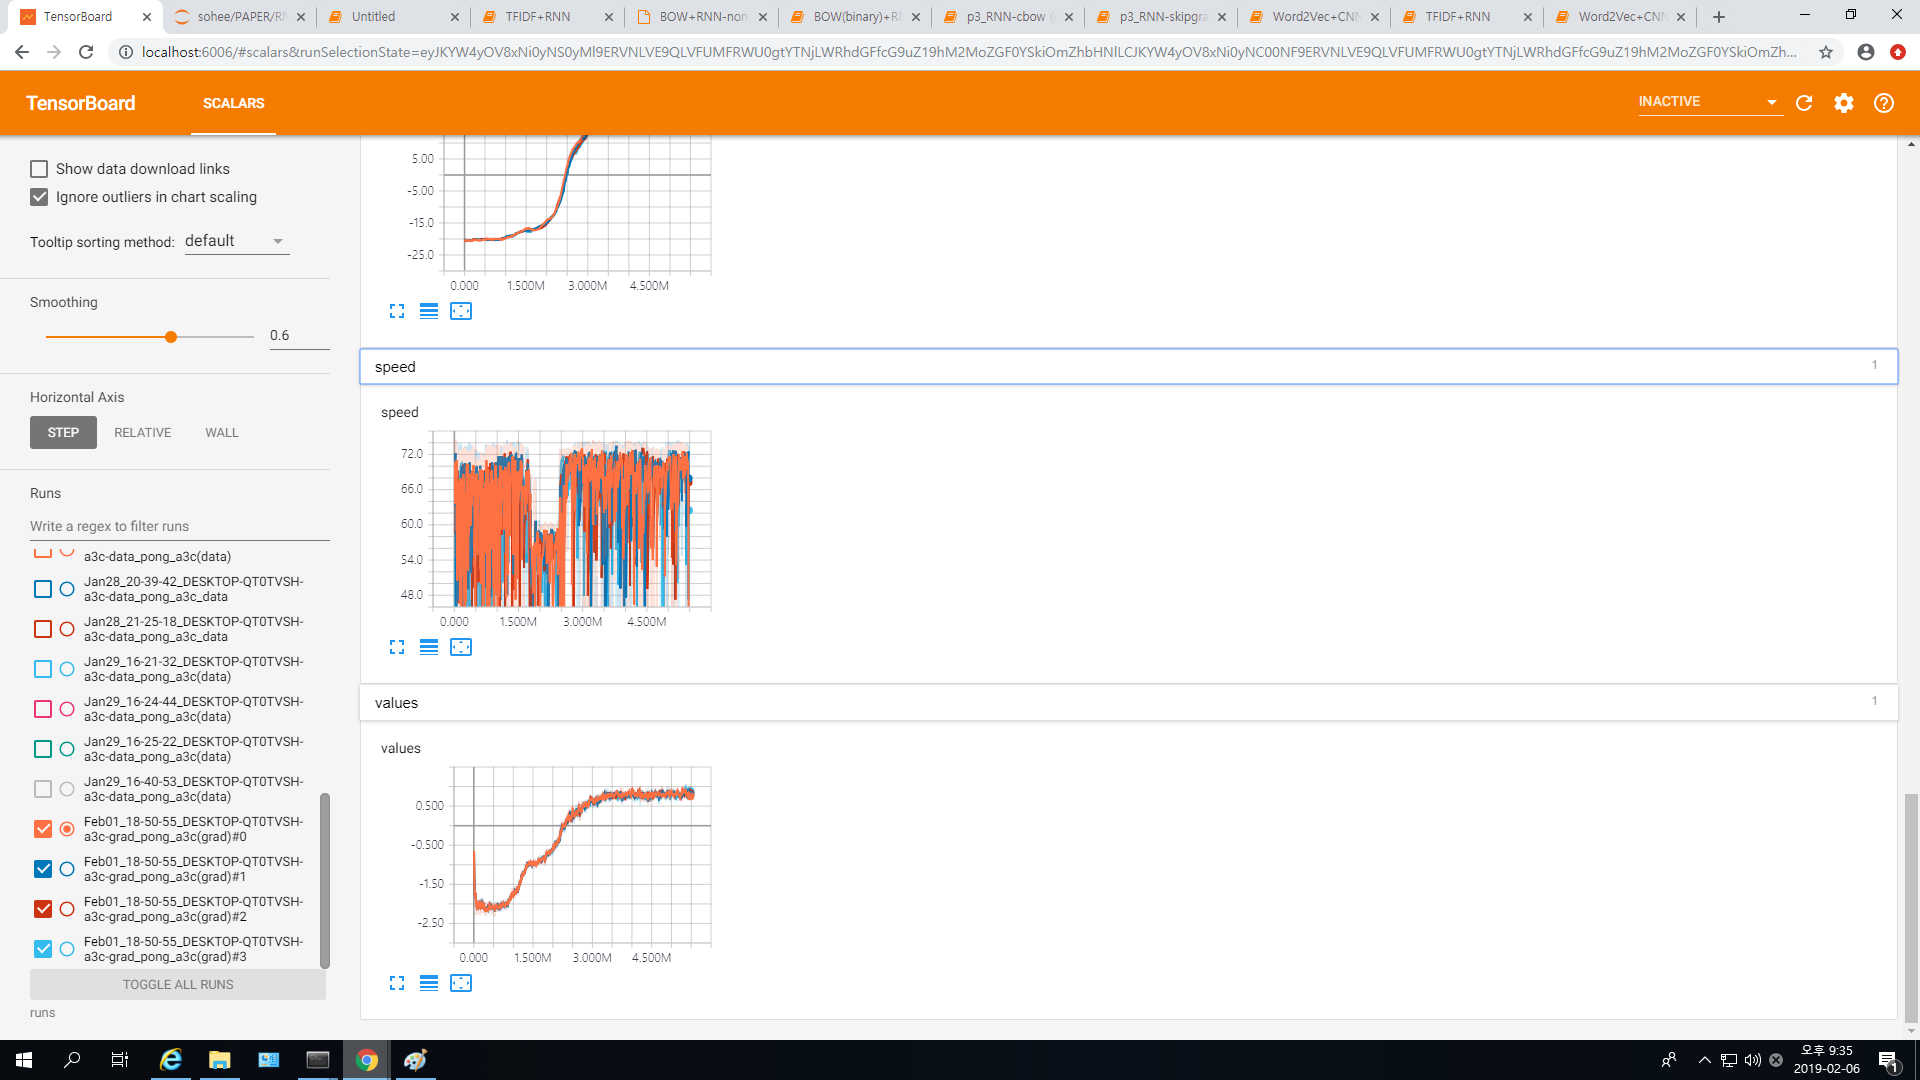 TensorBoard
sohee/PAPER/RN
Untitled
TFIDF+RNN
BOW+RNN-non
BOW(binary)+R
p3_RNN-cbow
p3_RNN-skipgra
Word2Vec+CNN
TFIDF+RNN
Word2Vec+CNN
localhost:6006/#scalars&runSelectionState=
TensorBoard
SCALARS
INACTIVE
Show data download links
Ignore outliers in chart scaling
Tooltip sorting method: default
Smoothing
0.6
Horizontal Axis
STEP RELATIVE WALL
Runs
Write a regex to filter runs
a3c-data_pong_a3c(data)
Jan28_20-39-42_DESKTOP-QT0TVSH-
a3c-data_pong_a3c_data
Jan28_21-25-18_DESKTOP-QT0TVSH-
a3c-data_pong_a3c_data
Jan29_16-21-32_DESKTOP-QT0TVSH-
a3c-data_pong_a3c(data)
Jan29_16-24-44_DESKTOP-QT0TVSH-
a3c-data_pong_a3c(data)
Jan29_16-25-22_DESKTOP-QT0TVSH-
a3c-data_pong_a3c(data)
Jan29_16-40-53_DESKTOP-QT0TVSH-
a3c-data_pong_a3c(data)
Feb01_18-50-55_DESKTOP-QT0TVSH-
a3c-grad_pong_a3c(grad)#0
Feb01_18-50-55_DESKTOP-QT0TVSH-
a3c-grad_pong_a3c(grad)#1
Feb01_18-50-55_DESKTOP-QT0TVSH-
a3c-grad_pong_a3c(grad)#2
Feb01_18-50-55_DESKTOP-QT0TVSH-
a3c-grad_pong_a3c(grad)#3
TOGGLE ALL RUNS
runs
5.00
-5.00
-15.0
-25.0
0.000 1.500M 3.000M 4.500M
speed 1
speed
72.0
66.0
60.0
54.0
48.0
0.000 1.500M 3.000M 4.500M
values 1
values
0.500
-0.500
-1.50
-2.50
0.000 1.500M 3.000M 4.500M
오후 9:35
2019-02-06
1